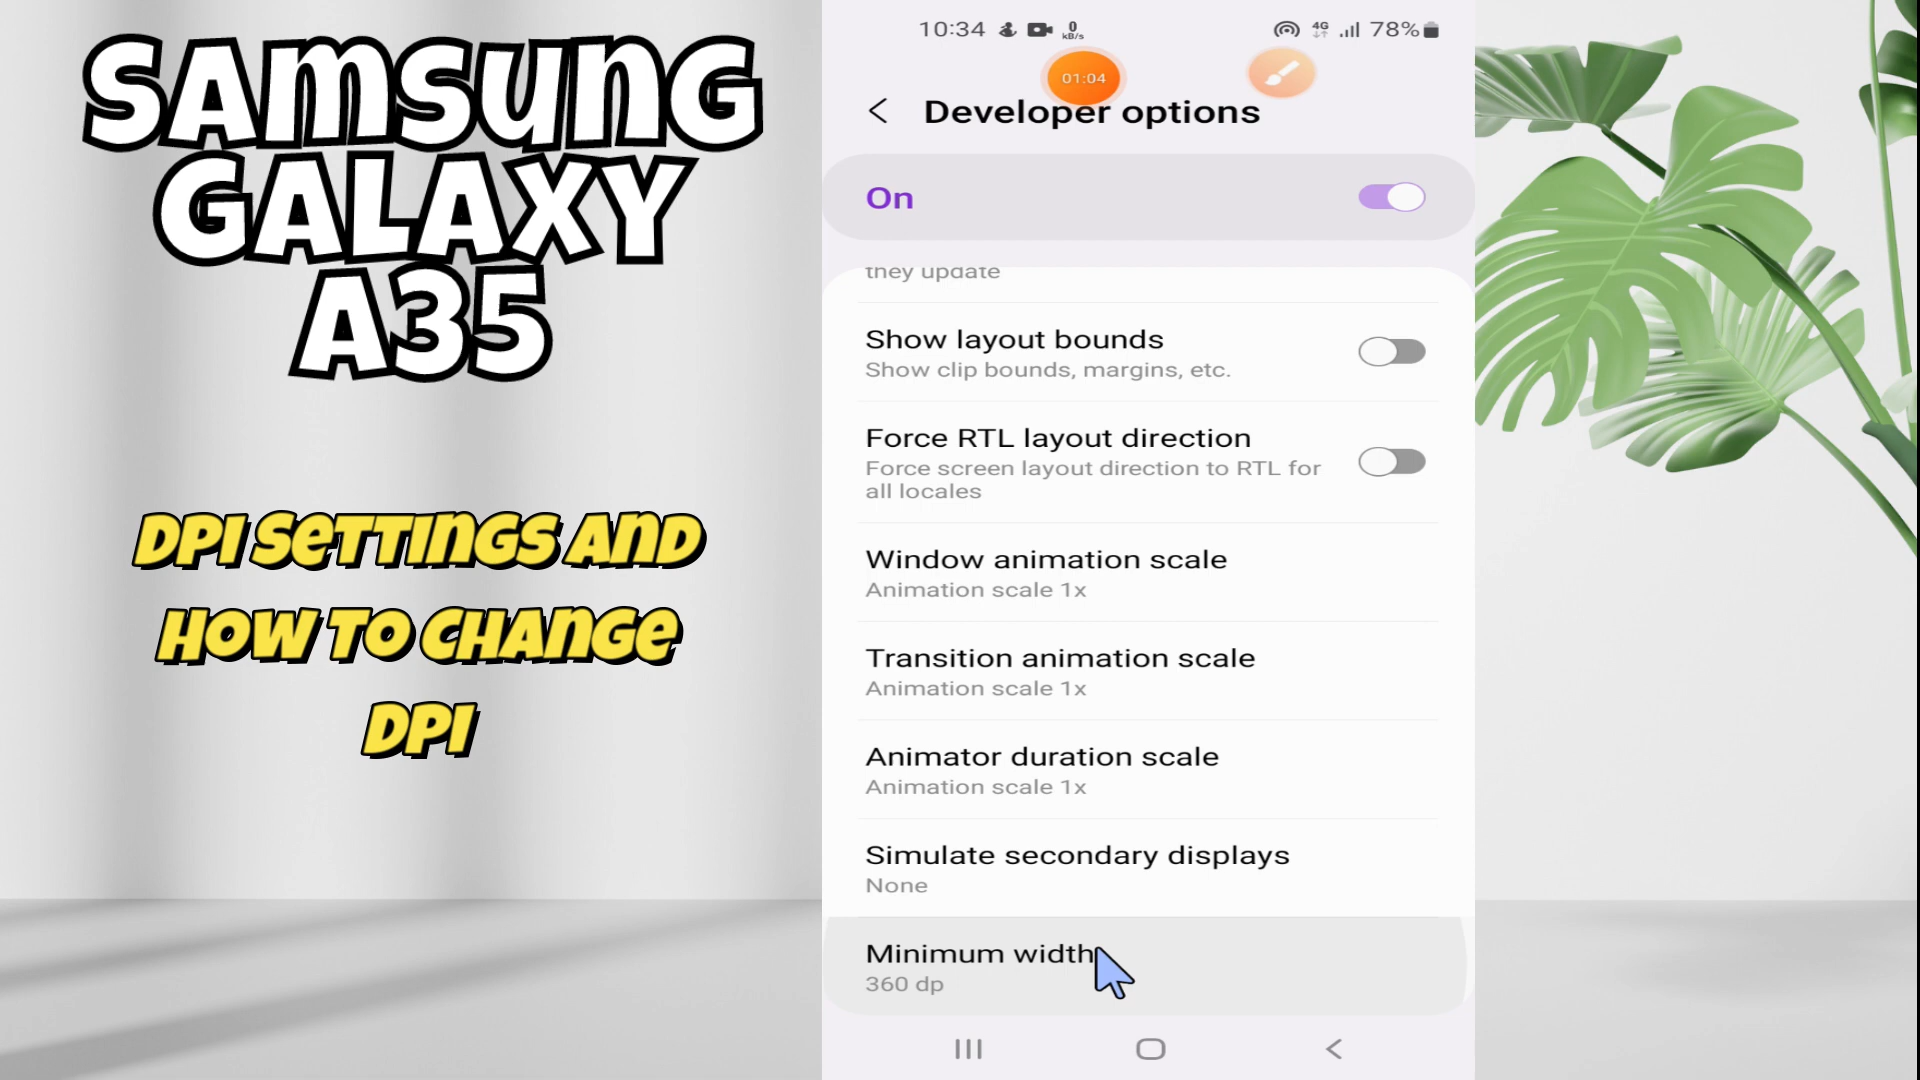 SAMSUNG
GALAXY
A35
DPI SETTINGS AND
HOW TO CHANGE
DPI
10:34 0 kB/s 4G 78%
01:04
Developer options
On
they update
Show layout bounds
Show clip bounds, margins, etc.
Force RTL layout direction
Force screen layout direction to RTL for
all locales
Window animation scale
Animation scale 1x
Transition animation scale
Animation scale 1x
Animator duration scale
Animation scale 1x
Simulate secondary displays
None
Minimum width
360 dp